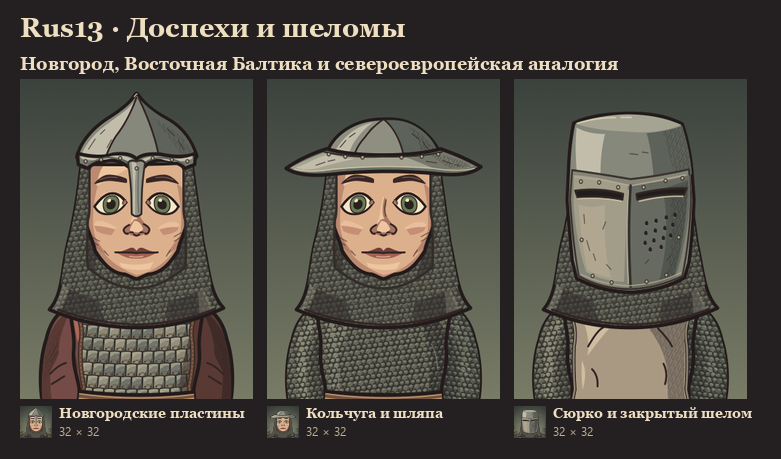 Rus13 · Доспехи и шеломы
Новгород, Восточная Балтика и североевропейская аналогия
Новгородские пластины
32 × 32
Кольчуга и шляпа
32 × 32
Сюрко и закрытый шелом
32 × 32